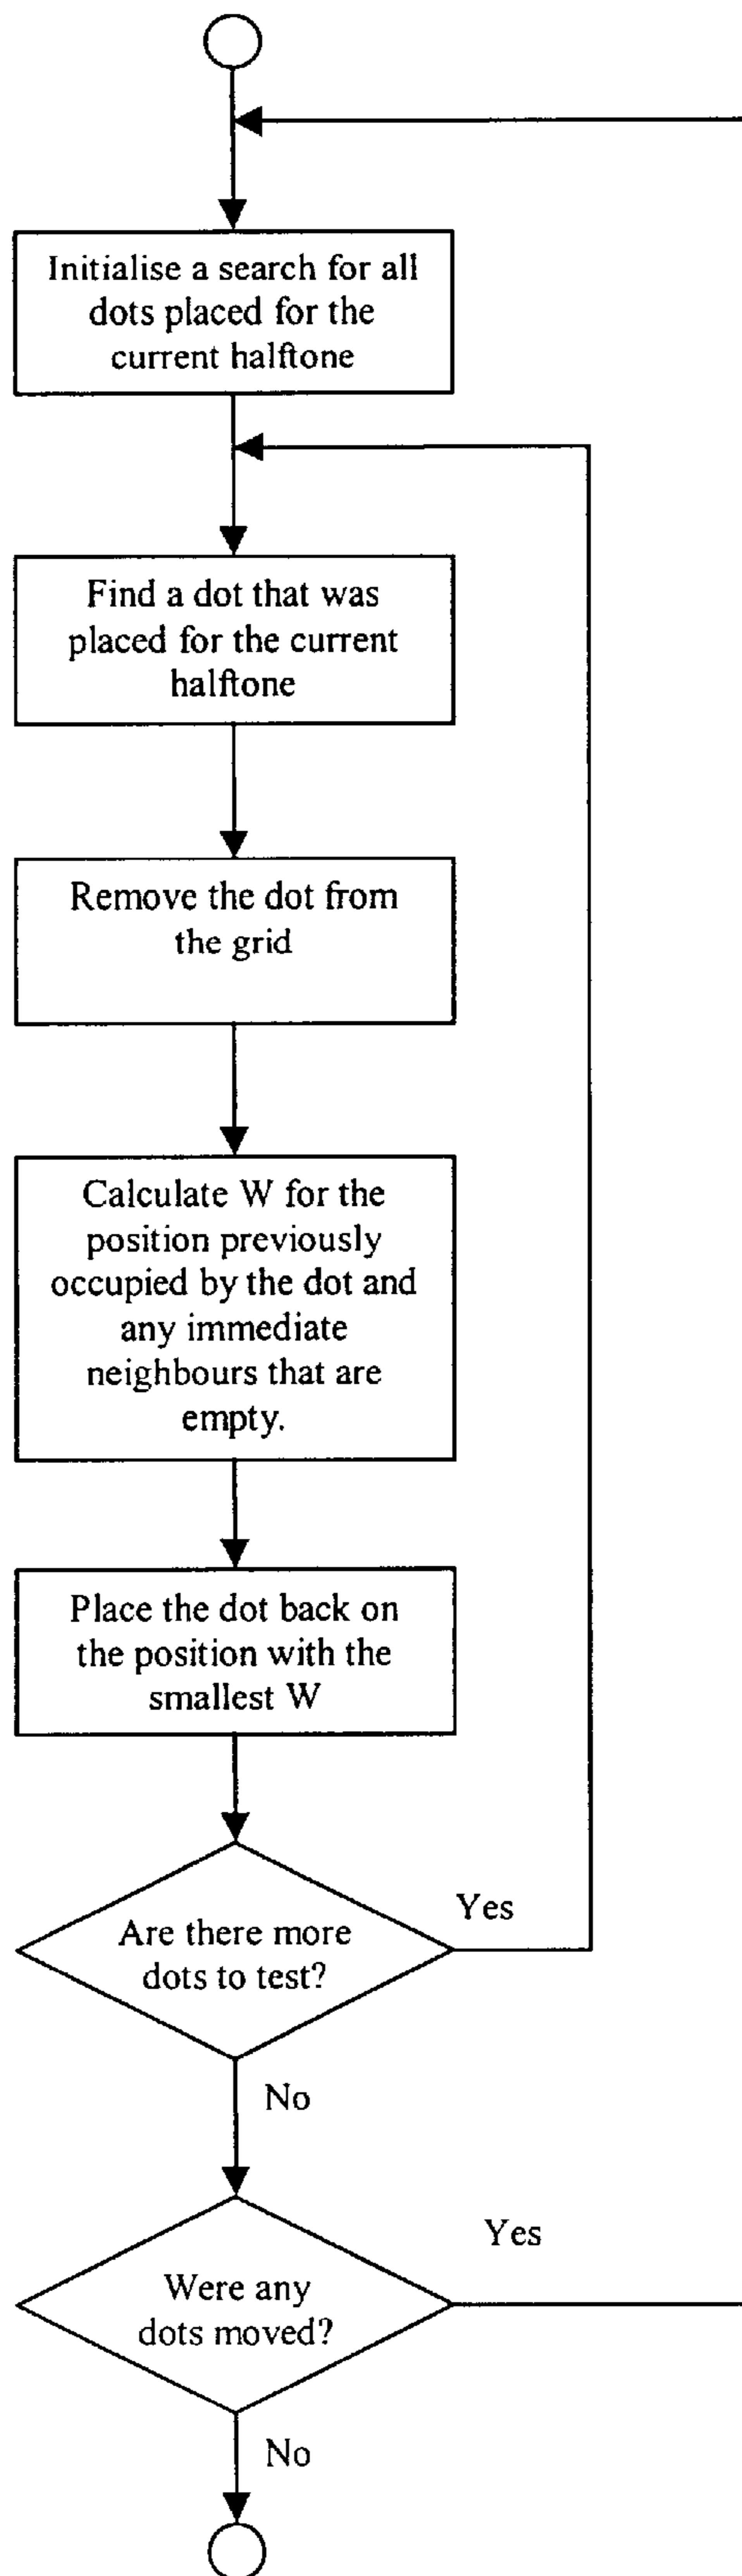 Initialise a search for all
dots placed for the
current halftone
Find a dot that was
placed for the current
halftone
Remove the dot from
the grid
Calculate W for the
position previously
occupied by the dot and
any immediate
neighbours that are
empty.
Place the dot back on
the position with the
smallest W
Are there more
dots to test?
Yes
No
Were any
dots moved?
Yes
No